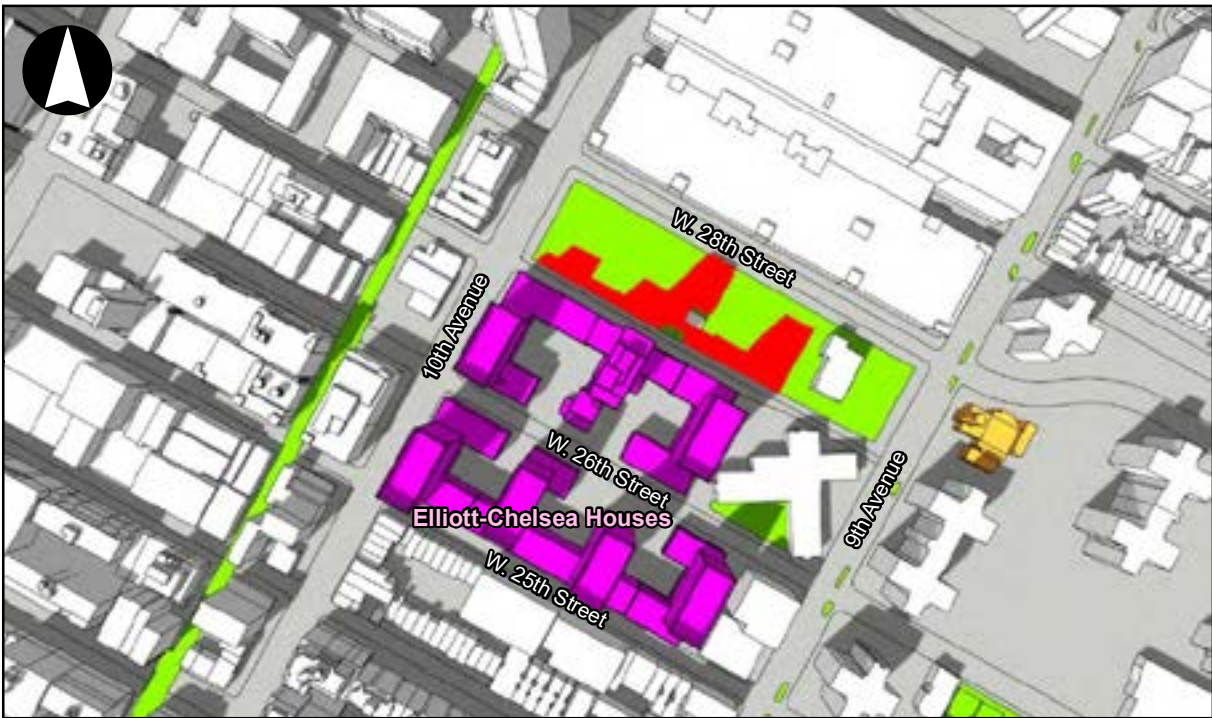 W. 28th Street
10th Avenue
W. 26th Street
9th Avenue
Elliott-Chelsea Houses
W. 25th Street